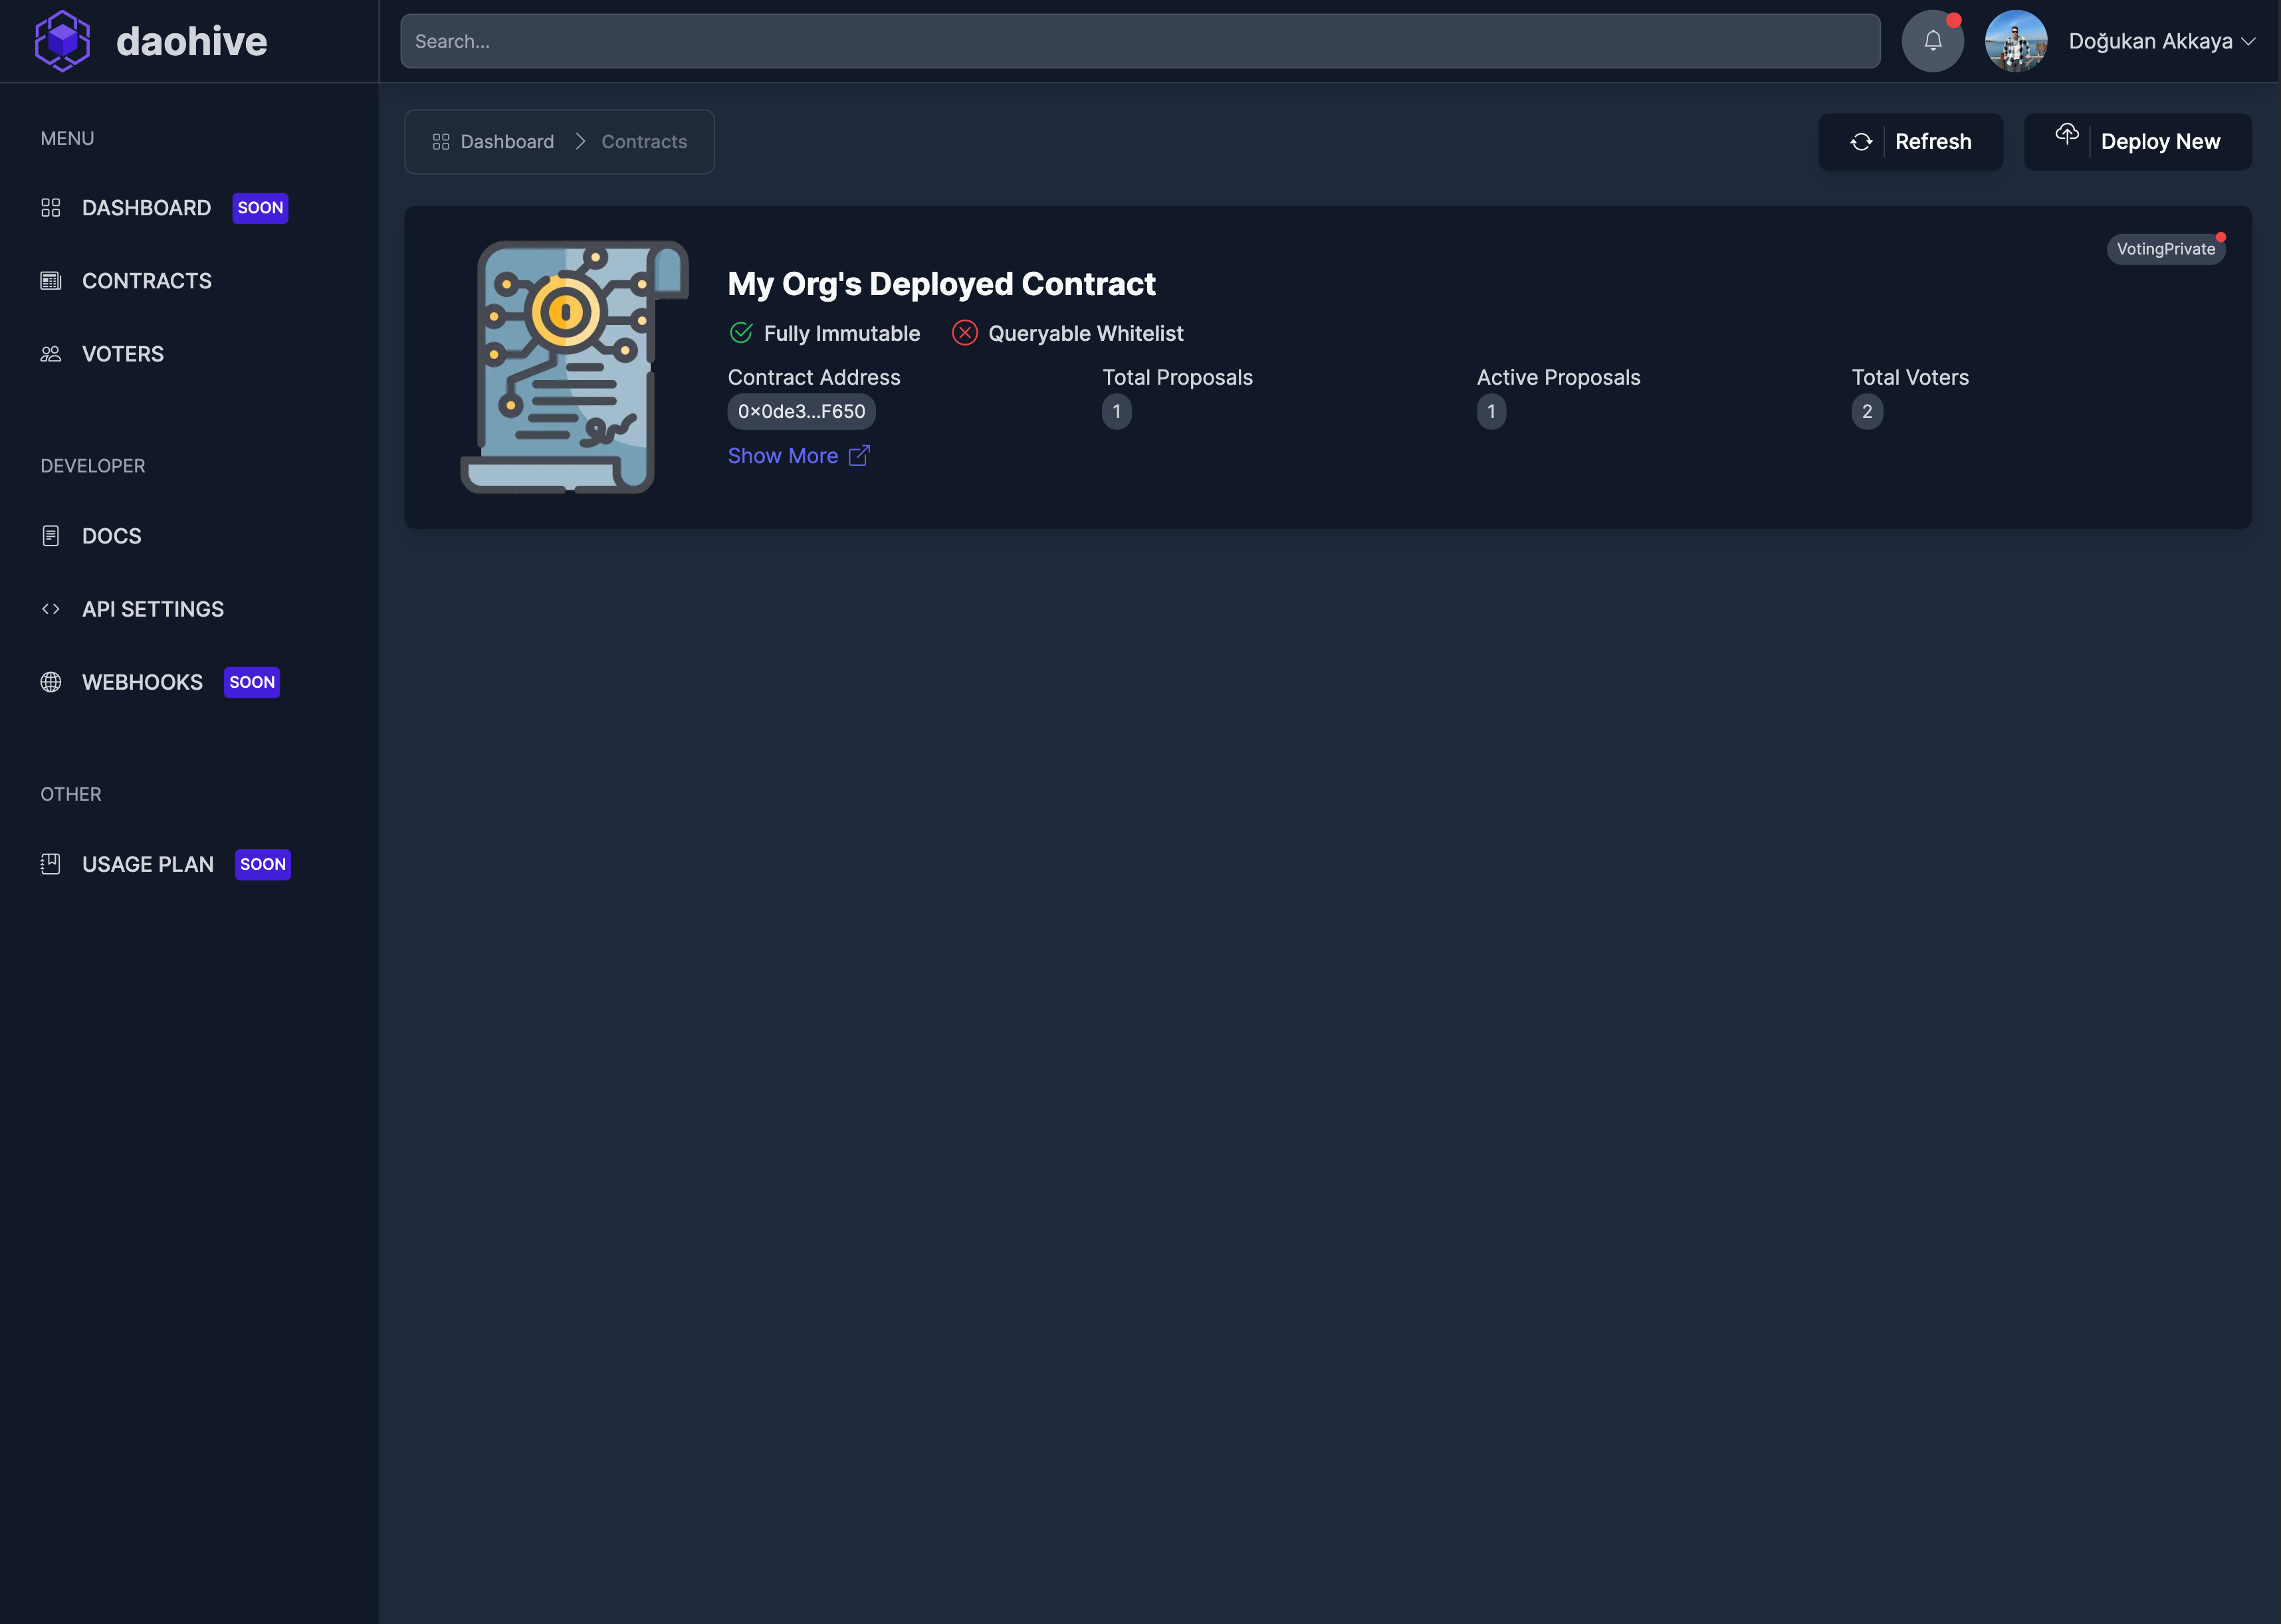 daohive
Search...
Doğukan Akkaya
MENU
DASHBOARD SOON
CONTRACTS
VOTERS
DEVELOPER
DOCS
API SETTINGS
WEBHOOKS SOON
OTHER
USAGE PLAN SOON
Dashboard Contracts
Refresh
Deploy New
VotingPrivate
My Org's Deployed Contract
Fully Immutable Queryable Whitelist
Contract Address Total Proposals Active Proposals Total Voters
0x0de3...F650 1 1 2
Show More